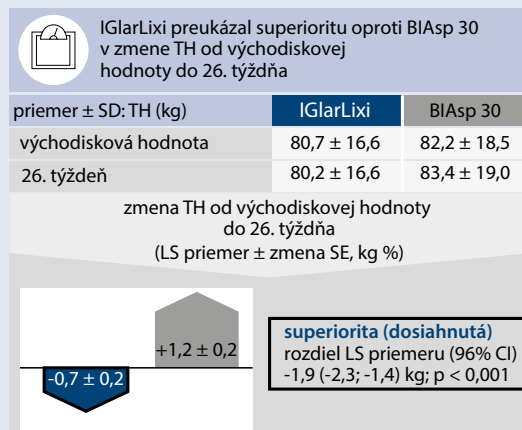 IGlarLixi preukázal superioritu oproti BIAsp 30
v zmene TH od východiskovej
hodnoty do 26. týždňa
priemer ± SD: TH (kg) IGlarLixi BIAsp 30
východisková hodnota 80,7 ± 16,6 82,2 ± 18,5
26. týždeň 80,2 ± 16,6 83,4 ± 19,0
zmena TH od východiskovej hodnoty
do 26. týždňa
(LS priemer ± zmena SE, kg %)
+1,2 ± 0,2
-0,7 ± 0,2
superiorita (dosiahnutá)
rozdiel LS priemeru (96% CI)
-1,9 (-2,3; -1,4) kg; p < 0,001